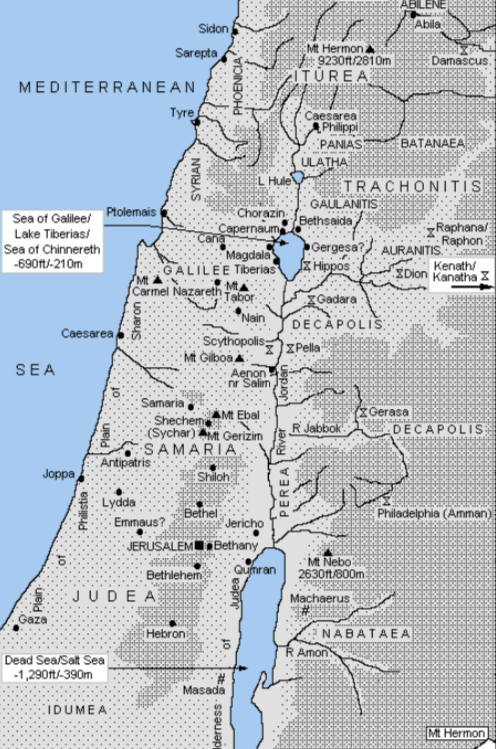 ABILENE
Abila
Sidon
Mt Hermon
9230ft/2810m
Damascus
Sarepta
ITUREA
PHOENICIA
MEDITERRANEAN
Tyre
Caesarea
Philippi
PANIAS
BATANAEA
ULATHA
SYRIAN
L Hule
TRACHONITIS
GAULANITIS
Ptolemais
Chorazin
Bethsaida
Sea of Galilee/
Lake Tiberias/
Sea of Chinnereth
-690ft/-210m
Capernaum
Raphana/
Raphon
Cana
Gergesa?
AURANITIS
Magdala
Kenath/
Kanatha
GALILEE
Tiberias
Hippos
Dion
Mt
Carmel
Nazareth
Mt
Tabor
Gadara
Nain
DECAPOLIS
Caesarea
Sharon
Scythopolis
Pella
Mt Gilboa
SEA
Aenon
nr Salim
Jordan
of
Samaria
Mt Ebal
Gerasa
Shechem
(Sychar)
Mt Gerizim
R Jabbok
DECAPOLIS
River
Plain
SAMARIA
Antipatris
Joppa
Shiloh
PEREA
Lydda
Philistia
Bethel
Philadelphia (Amman)
Emmaus?
Jericho
JERUSALEM
Bethany
of
Qumran
Mt Nebo
2630ft/800m
Bethlehem
Plain
JUDEA
Judea
Machaerus
Gaza
Hebron
NABATAEA
of
R Arnon
Dead Sea/Salt Sea
-1,290ft/-390m
Masada
IDUMEA
lderness
Mt Hermon